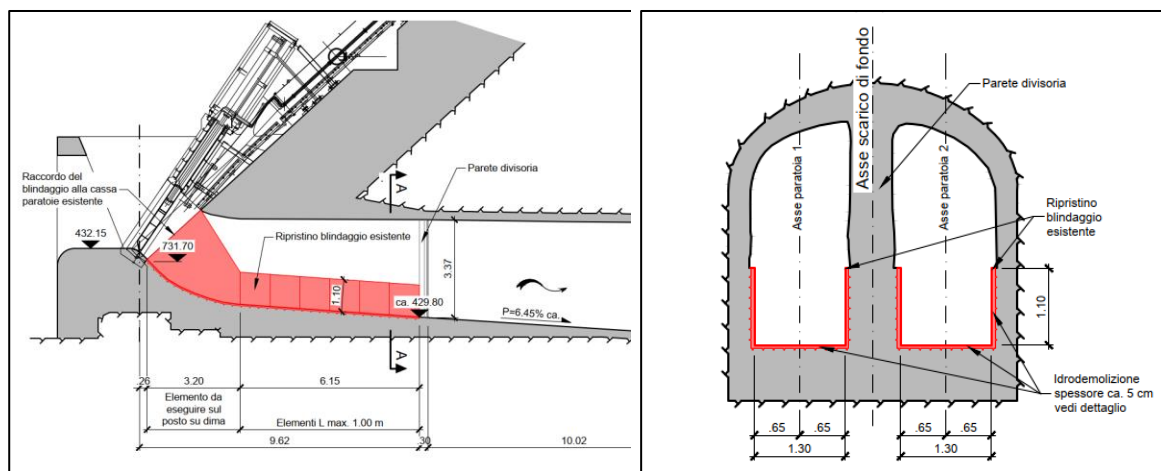 Raccordo del
blindaggio alla cassa
paratoie esistente
432.15
731.70
Ripristino blindaggio esistente
1.10
ca. 429.80
A
A
Parete divisoria
3.37
P=6.45% ca.
.26
3.20
6.15
Elemento da
eseguire sul
posto su dima
Elementi L max. 1.00 m
9.62
.30
10.02
Asse scarico di fondo
Asse paratoia 1
Asse paratoia 2
Parete divisoria
Ripristino
blindaggio
esistente
1.10
Idrodemolizione
spessore ca. 5 cm
vedi dettaglio
.65
.65
.65
.65
1.30
1.30